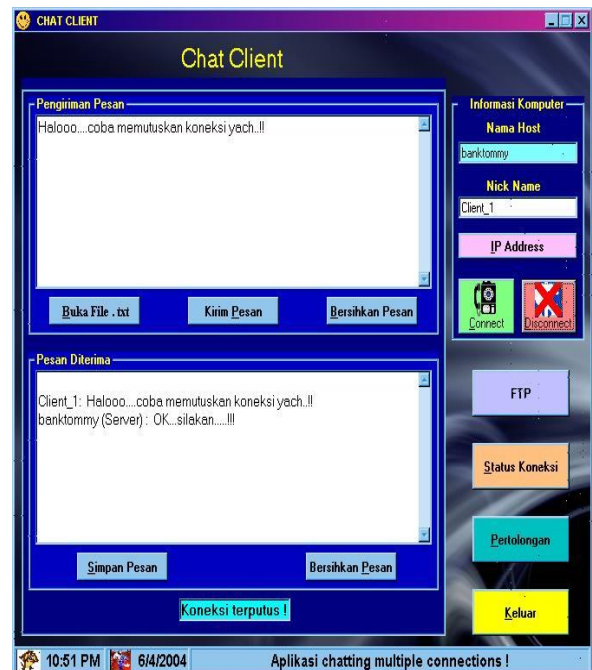 CHAT CLIENT
Chat Client
Pengiriman Pesan
Halooo....coba memutuskan koneksi yach..!!
Buka File . txt
Kirim Pesan
Bersihkan Pesan
Informasi Komputer
Nama Host
banktommy
Nick Name
Client_1
IP Address
Connect
Disconnect
Pesan Diterima
Client_1: Halooo....coba memutuskan koneksi yach..!!
banktommy (Server) : OK...silakan.....!!!
Simpan Pesan
Bersihkan Pesan
Koneksi terputus !
FTP
Status Koneksi
Pertolongan
Keluar
10:51 PM
6/4/2004
Aplikasi chatting multiple connections !